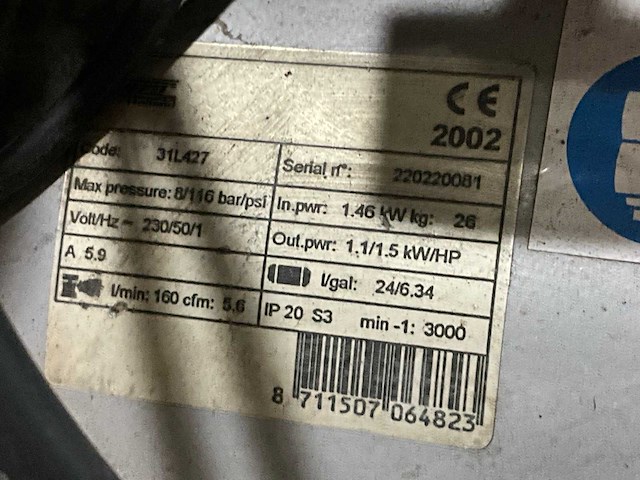 CE
2002
Code: 31L427
Serial n°: 220220081
Max pressure: 8/116 bar/psi
In.pwr: 1.46 kW kg: 26
Volt/Hz ~ 230/50/1
Out.pwr: 1.1/1.5 kW/HP
A 5.9
l/gal: 24/6.34
l/min: 160 cfm: 5.6
IP 20 S3 min -1: 3000
8 711507 064823